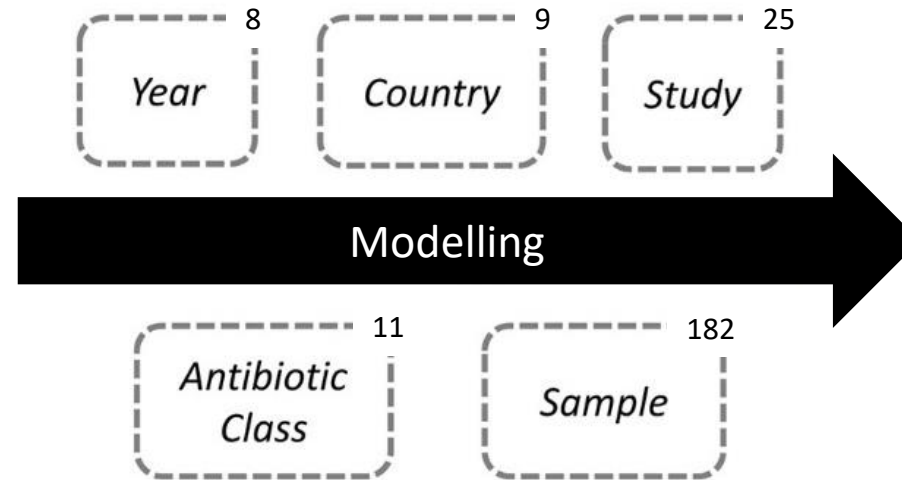 8
Year
9
Country
25
Study
Modelling
11
Antibiotic
Class
182
Sample